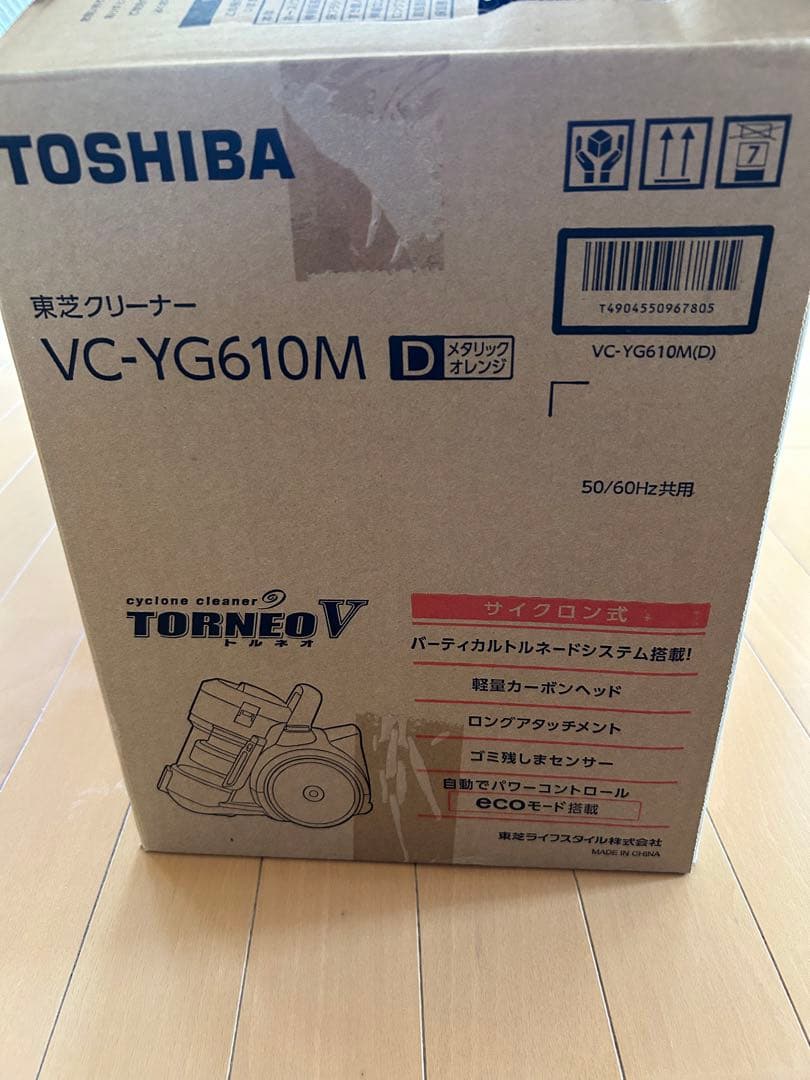 TOSHIBA
7
T4904550967805
VC-YG610M(D)
東芝クリーナー
VC-YG610M D メタリック
オレンジ
50/60Hz共用
cyclone cleaner
TORNEO V
トルネオ
サイクロン式
バーティカルトルネードシステム搭載!
軽量カーボンヘッド
ロングアタッチメント
ゴミ残しまセンサー
自動でパワーコントロール
ecoモード搭載
東芝ライフスタイル株式会社
MADE IN CHINA